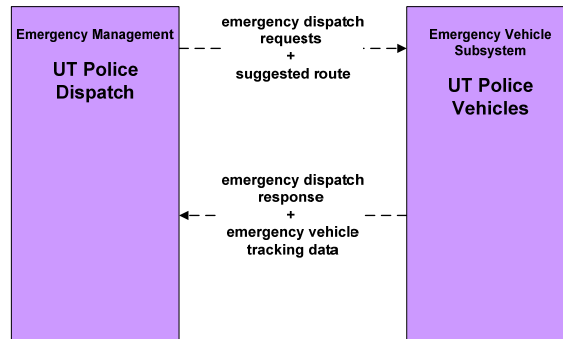 Emergency Management
UT Police
Dispatch
emergency dispatch
requests
+
suggested route
Emergency Vehicle
Subsystem
UT Police
Vehicles
emergency dispatch
response
+
emergency vehicle
tracking data